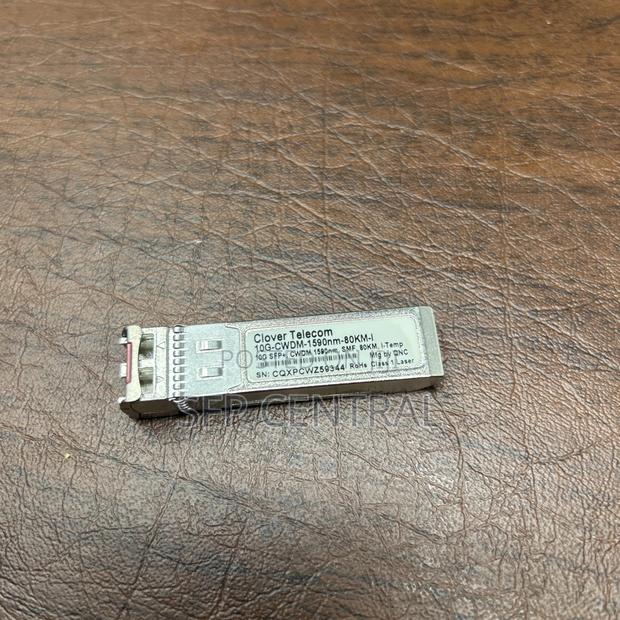 Clover Telecom
10G-CWDM-1590nm-80KM-I
10G SFP+, CWDM, 1590nm, SMF, 80KM, I-Temp
Mfg by QNC
SN: CQXPCWZ59344 RoHs Class 1 Laser
SFP CENTRAL